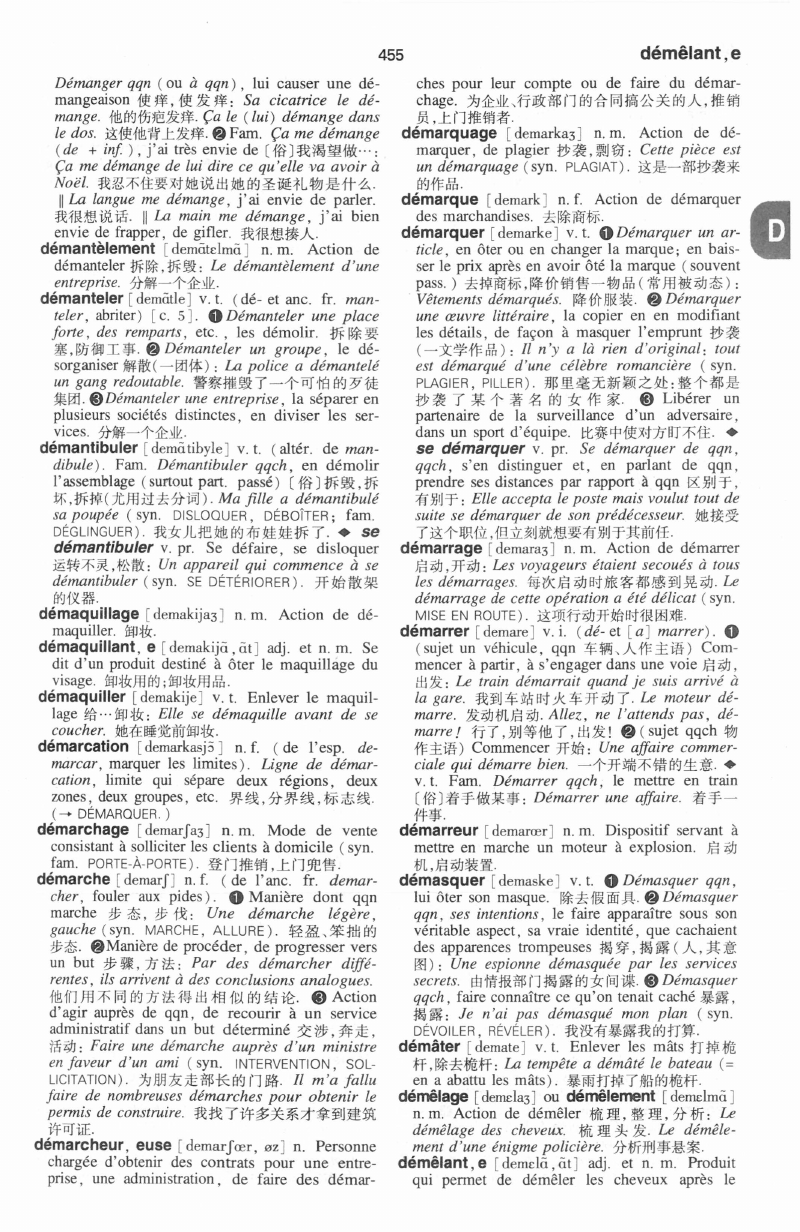 455
démêlant,e
Démanger qqn (ou à qqn), lui causer une dé-
mangeaison 使痒,使发痒: Sa cicatrice le dé-
mange. 他的伤疤发痒. Ça le (lui) démange dans
le dos. 这使他背上发痒. ❷ Fam. Ça me démange
(de + inf.), j'ai très envie de [俗]我渴望做…:
Ça me démange de lui dire ce qu'elle va avoir à
Noël. 我忍不住要对她说出她的圣诞礼物是什么.
‖ La langue me démange, j'ai envie de parler.
我很想说话. ‖ La main me démange, j'ai bien
envie de frapper, de gifler. 我很想揍人.
démantèlement [demɑ̃tɛlmɑ̃] n.m. Action de
démanteler 拆除,拆毁: Le démantèlement d'une
entreprise. 分解一个企业.
démanteler [demɑ̃tle] v.t. (dé- et anc. fr. man-
teler, abriter) [c. 5]. ❶ Démanteler une place
forte, des remparts, etc., les démolir. 拆除要
塞,防御工事. ❷ Démanteler un groupe, le dé-
sorganiser 解散(一团体): La police a démantelé
un gang redoutable. 警察摧毁了一个可怕的歹徒
集团. ❸ Démanteler une entreprise, la séparer en
plusieurs sociétés distinctes, en diviser les ser-
vices. 分解一个企业.
démantibuler [demɑ̃tibyle] v.t. (altér. de man-
dibule). Fam. Démantibuler qqch, en démolir
l'assemblage (surtout part. passé) [俗]拆毁,拆
坏,拆掉(尤用过去分词). Ma fille a démantibulé
sa poupée (syn. DISLOQUER, DÉBOÎTER; fam.
DÉGLINGUER). 我女儿把她的布娃娃拆了. ◆ se
démantibuler v. pr. Se défaire, se disloquer
运转不灵,松散: Un appareil qui commence à se
démantibuler (syn. SE DÉTÉRIORER). 开始散架
的仪器.
démaquillage [demakijaʒ] n.m. Action de dé-
maquiller. 卸妆.
démaquillant, e [demakijɑ̃,ɑ̃t] adj. et n.m. Se
dit d'un produit destiné à ôter le maquillage du
visage. 卸妆用的;卸妆用品.
démaquiller [demakije] v.t. Enlever le maquil-
lage 给…卸妆: Elle se démaquille avant de se
coucher. 她在睡觉前卸妆.
démarcation [demarkasjɔ̃] n.f. (de l'esp. de-
marcar, marquer les limites). Ligne de démar-
cation, limite qui sépare deux régions, deux
zones, deux groupes, etc. 界线,分界线,标志线.
(→ DÉMARQUER.)
démarchage [demarʃaʒ] n.m. Mode de vente
consistant à solliciter les clients à domicile (syn.
fam. PORTE-À-PORTE). 登门推销,上门兜售.
démarche [demarʃ] n.f. (de l'anc. fr. demar-
cher, fouler aux pides). ❶ Manière dont qqn
marche 步态,步伐: Une démarche légère,
gauche (syn. MARCHE, ALLURE). 轻盈、笨拙的
步态. ❷ Manière de procéder, de progresser vers
un but 步骤,方法: Par des démarcher diffé-
rentes, ils arrivent à des conclusions analogues.
他们用不同的方法得出相似的结论. ❸ Action
d'agir auprès de qqn, de recourir à un service
administratif dans un but déterminé 交涉,奔走,
活动: Faire une démarche auprès d'un ministre
en faveur d'un ami (syn. INTERVENTION, SOL-
LICITATION). 为朋友走部长的门路. Il m'a fallu
faire de nombreuses démarches pour obtenir le
permis de construire. 我找了许多关系才拿到建筑
许可证.
démarcheur, euse [demarʃœr, øz] n. Personne
chargée d'obtenir des contrats pour une entre-
prise, une administration, de faire des démar-
ches pour leur compte ou de faire du démar-
chage. 为企业、行政部门的合同搞公关的人,推销
员,上门推销者.
démarquage [demarkaʒ] n.m. Action de dé-
marquer, de plagier 抄袭,剽窃: Cette pièce est
un démarquage (syn. PLAGIAT). 这是一部抄袭来
的作品.
démarque [demark] n.f. Action de démarquer
des marchandises. 去除商标.
démarquer [demarke] v.t. ❶ Démarquer un ar-
ticle, en ôter ou en changer la marque; en bais-
ser le prix après en avoir ôté la marque (souvent
pass.) 去掉商标,降价销售一物品(常用被动态):
Vêtements démarqués. 降价服装. ❷ Démarquer
une œuvre littéraire, la copier en en modifiant
les détails, de façon à masquer l'emprunt 抄袭
(一文学作品): Il n'y a là rien d'original: tout
est démarqué d'une célèbre romancière (syn.
PLAGIER, PILLER). 那里毫无新颖之处:整个都是
抄袭了某个著名的女作家. ❸ Libérer un
partenaire de la surveillance d'un adversaire,
dans un sport d'équipe. 比赛中使对方盯不住. ◆
se démarquer v. pr. Se démarquer de qqn,
qqch, s'en distinguer et, en parlant de qqn,
prendre ses distances par rapport à qqn 区别于,
有别于: Elle accepta le poste mais voulut tout de
suite se démarquer de son prédécesseur. 她接受
了这个职位,但立刻就想要有别于其前任.
démarrage [demaraʒ] n.m. Action de démarrer
启动,开动: Les voyageurs étaient secoués à tous
les démarrages. 每次启动时旅客都感到晃动. Le
démarrage de cette opération a été délicat (syn.
MISE EN ROUTE). 这项行动开始时很困难.
démarrer [demare] v.i. (dé- et [a] marrer). ❶
(sujet un véhicule, qqn 车辆、人作主语) Com-
mencer à partir, à s'engager dans une voie 启动,
出发: Le train démarrait quand je suis arrivé à
la gare. 我到车站时火车开动了. Le moteur dé-
marre. 发动机启动. Allez, ne l'attends pas, dé-
marre! 行了,别等他了,出发! ❷ (sujet qqch 物
作主语) Commencer 开始: Une affaire commer-
ciale qui démarre bien. 一个开端不错的生意. ◆
v.t. Fam. Démarrer qqch, le mettre en train
[俗]着手做某事: Démarrer une affaire. 着手一
件事.
démarreur [demarœr] n.m. Dispositif servant à
mettre en marche un moteur à explosion. 启动
机,启动装置.
démasquer [demaske] v.t. ❶ Démasquer qqn,
lui ôter son masque. 除去假面具. ❷ Démasquer
qqn, ses intentions, le faire apparaître sous son
véritable aspect, sa vraie identité, que cachaient
des apparences trompeuses 揭穿,揭露(人,其意
图): Une espionne démasquée par les services
secrets. 由情报部门揭露的女间谍. ❸ Démasquer
qqch, faire connaître ce qu'on tenait caché 暴露,
揭露: Je n'ai pas démasqué mon plan (syn.
DÉVOILER, RÉVÉLER). 我没有暴露我的打算.
démâter [demate] v.t. Enlever les mâts 打掉桅
杆,除去桅杆: La tempête a démâté le bateau (=
en a abattu les mâts). 暴雨打掉了船的桅杆.
démêlage [demɛlaʒ] ou démêlement [demɛlmɑ̃]
n.m. Action de démêler 梳理,整理,分析: Le
démêlage des cheveux. 梳理头发. Le démêle-
ment d'une énigme policière. 分析刑事悬案.
démêlant,e [demɛlɑ̃,ɑ̃t] adj. et n.m. Produit
qui permet de démêler les cheveux après le
D